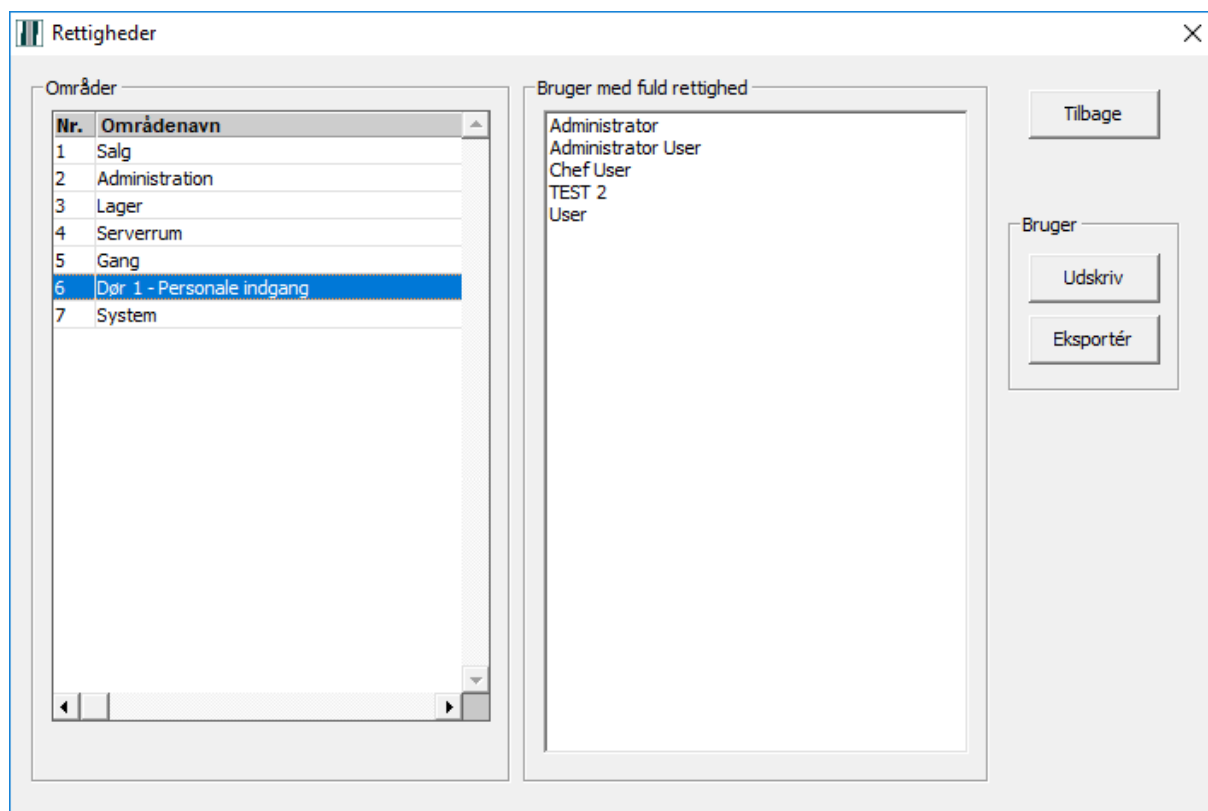 Rettigheder
Områder
Nr. Områdenavn
1 Salg
2 Administration
3 Lager
4 Serverrum
5 Gang
6 Dør 1 - Personale indgang
7 System
Bruger med fuld rettighed
Administrator
Administrator User
Chef User
TEST 2
User
Tilbage
Bruger
Udskriv
Eksportér